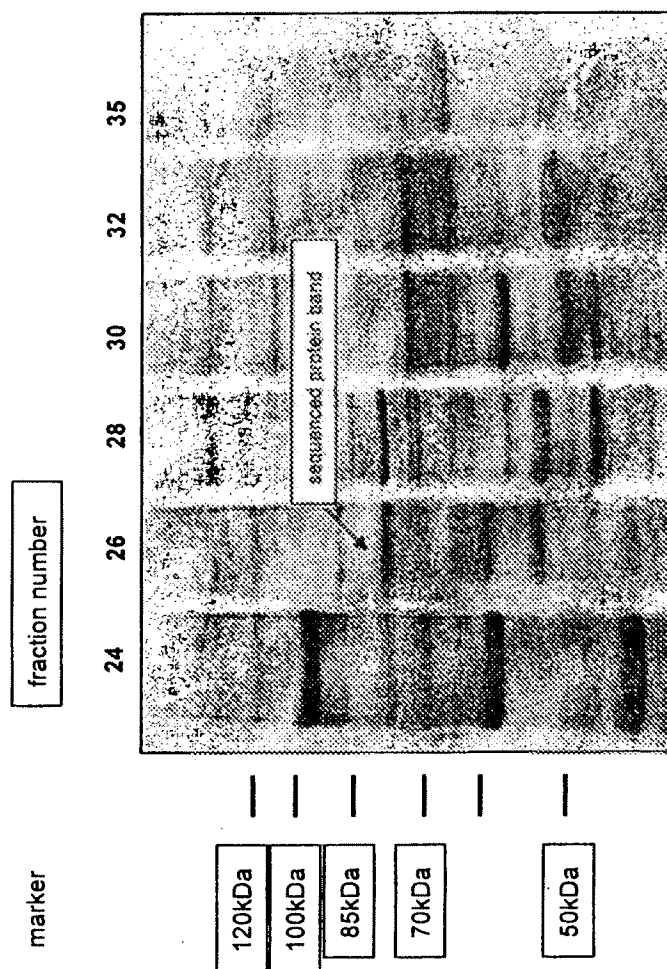 fraction number
24 26 28 30 32 35
sequenced protein band
marker
120kDa
100kDa
85kDa
70kDa
50kDa